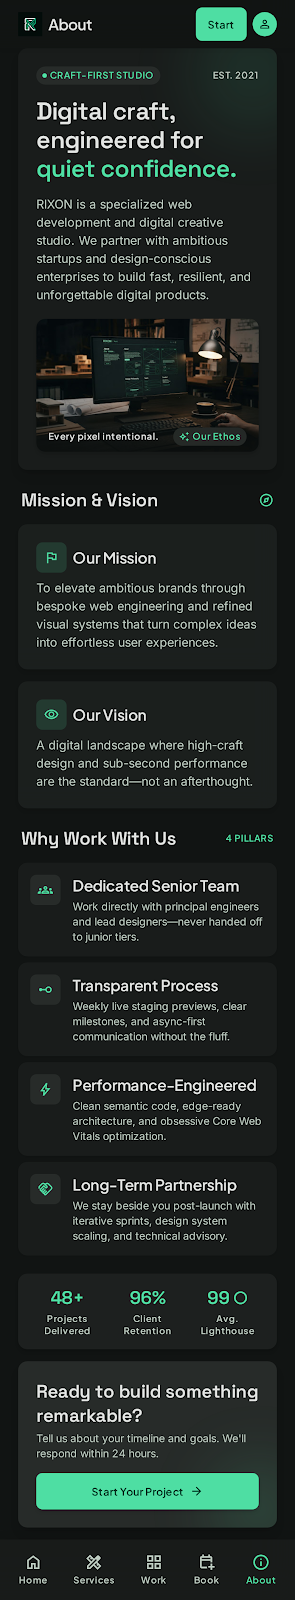 About
Start
CRAFT-FIRST STUDIO
EST. 2021
Digital craft,
engineered for
quiet confidence.
RIXON is a specialized web
development and digital creative
studio. We partner with ambitious
startups and design-conscious
enterprises to build fast, resilient, and
unforgettable digital products.
Every pixel intentional.
Our Ethos
Mission & Vision
Our Mission
To elevate ambitious brands through
bespoke web engineering and refined
visual systems that turn complex ideas
into effortless user experiences.
Our Vision
A digital landscape where high-craft
design and sub-second performance
are the standard—not an afterthought.
Why Work With Us
4 PILLARS
Dedicated Senior Team
Work directly with principal engineers
and lead designers—never handed off
to junior tiers.
Transparent Process
Weekly live staging previews, clear
milestones, and async-first
communication without the fluff.
Performance-Engineered
Clean semantic code, edge-ready
architecture, and obsessive Core Web
Vitals optimization.
Long-Term Partnership
We stay beside you post-launch with
iterative sprints, design system
scaling, and technical advisory.
48+
Projects
Delivered
96%
Client
Retention
99
Avg.
Lighthouse
Ready to build something
remarkable?
Tell us about your timeline and goals. We'll
respond within 24 hours.
Start Your Project →
Home
Services
Work
Book
About